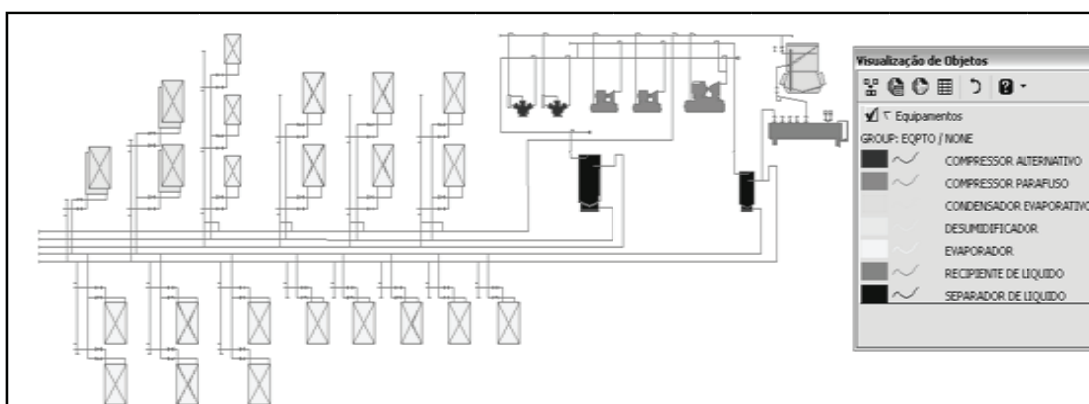 Visualização de Objetos
Equipamentos
GROUP: EQPTO / NONE
COMPRESSOR ALTERNATIVO
COMPRESSOR PARAFUSO
CONDENSADOR EVAPORATIVO
DESUMIDIFICADOR
EVAPORADOR
RECIPIENTE DE LIQUIDO
SEPARADOR DE LIQUIDO